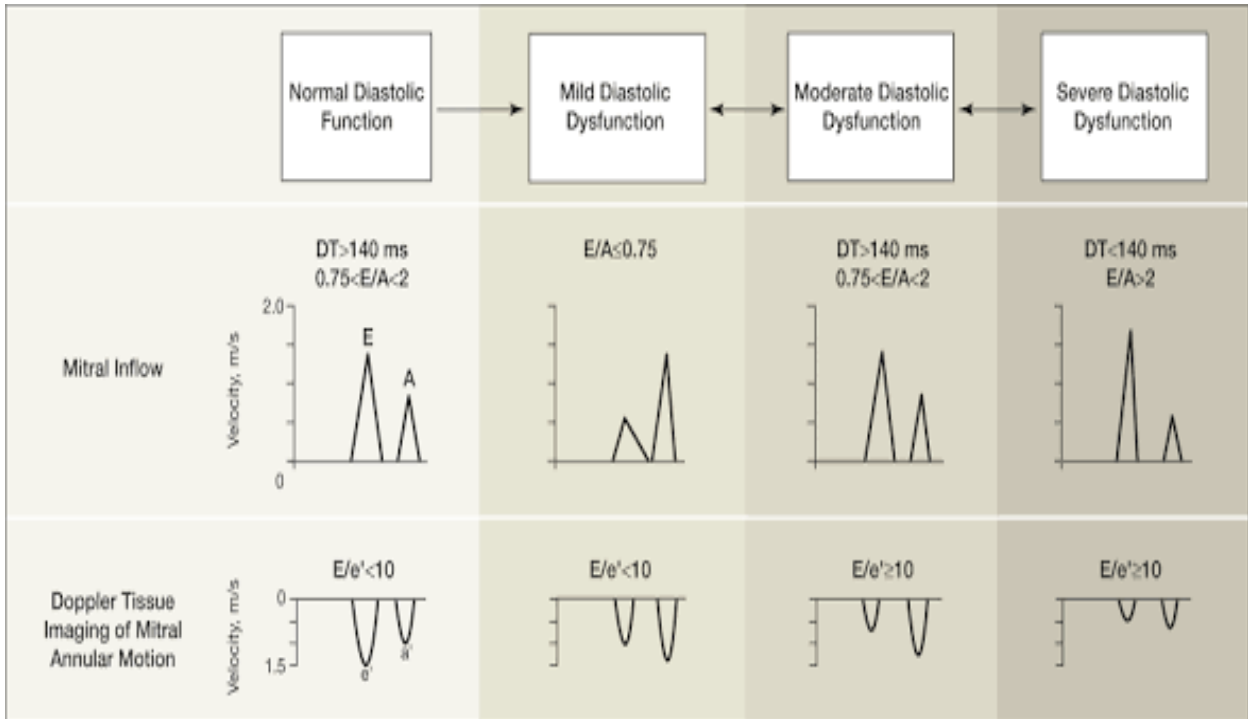 Normal Diastolic
Function
Mild Diastolic
Dysfunction
Moderate Diastolic
Dysfunction
Severe Diastolic
Dysfunction
Mitral Inflow
Velocity, m/s
2.0
0
DT>140 ms
0.75<E/A<2
E
A
E/A≤0.75
DT>140 ms
0.75<E/A<2
DT<140 ms
E/A>2
Doppler Tissue
Imaging of Mitral
Annular Motion
Velocity, m/s
0
1.5
E/e'<10
e'
E/e'<10
E/e'≥10
E/e'≥10